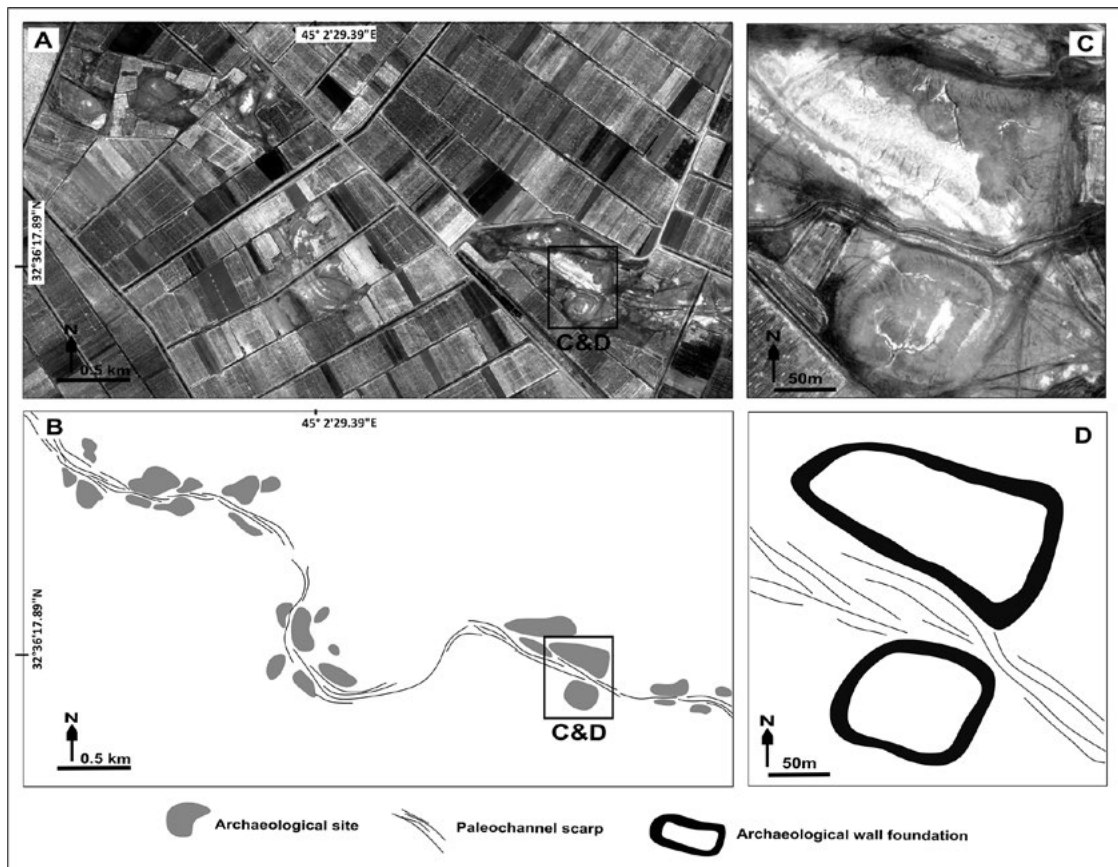 A
45° 2'29.39"E
32°36'17.89"N
N
0.5 km
C&D
C
N
50m
B
45° 2'29.39"E
32°36'17.89"N
N
0.5 km
C&D
D
N
50m
Archaeological site
Paleochannel scarp
Archaeological wall foundation